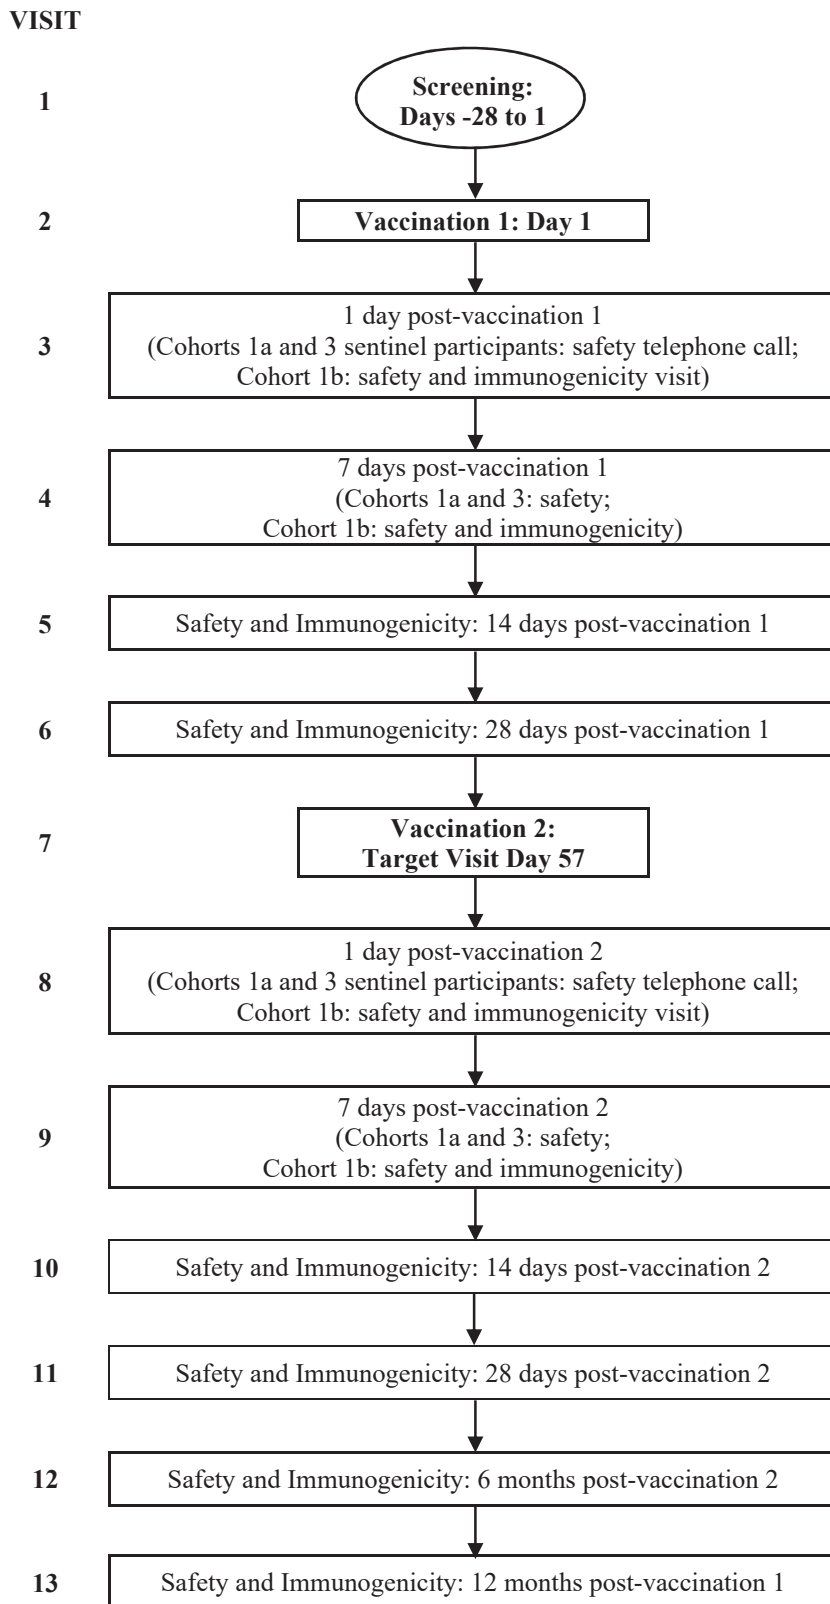 VISIT
1
Screening:
Days -28 to 1
2
Vaccination 1: Day 1
3
1 day post-vaccination 1
(Cohorts 1a and 3 sentinel participants: safety telephone call;
Cohort 1b: safety and immunogenicity visit)
4
7 days post-vaccination 1
(Cohorts 1a and 3: safety;
Cohort 1b: safety and immunogenicity)
5
Safety and Immunogenicity: 14 days post-vaccination 1
6
Safety and Immunogenicity: 28 days post-vaccination 1
7
Vaccination 2:
Target Visit Day 57
8
1 day post-vaccination 2
(Cohorts 1a and 3 sentinel participants: safety telephone call;
Cohort 1b: safety and immunogenicity visit)
9
7 days post-vaccination 2
(Cohorts 1a and 3: safety;
Cohort 1b: safety and immunogenicity)
10
Safety and Immunogenicity: 14 days post-vaccination 2
11
Safety and Immunogenicity: 28 days post-vaccination 2
12
Safety and Immunogenicity: 6 months post-vaccination 2
13
Safety and Immunogenicity: 12 months post-vaccination 1